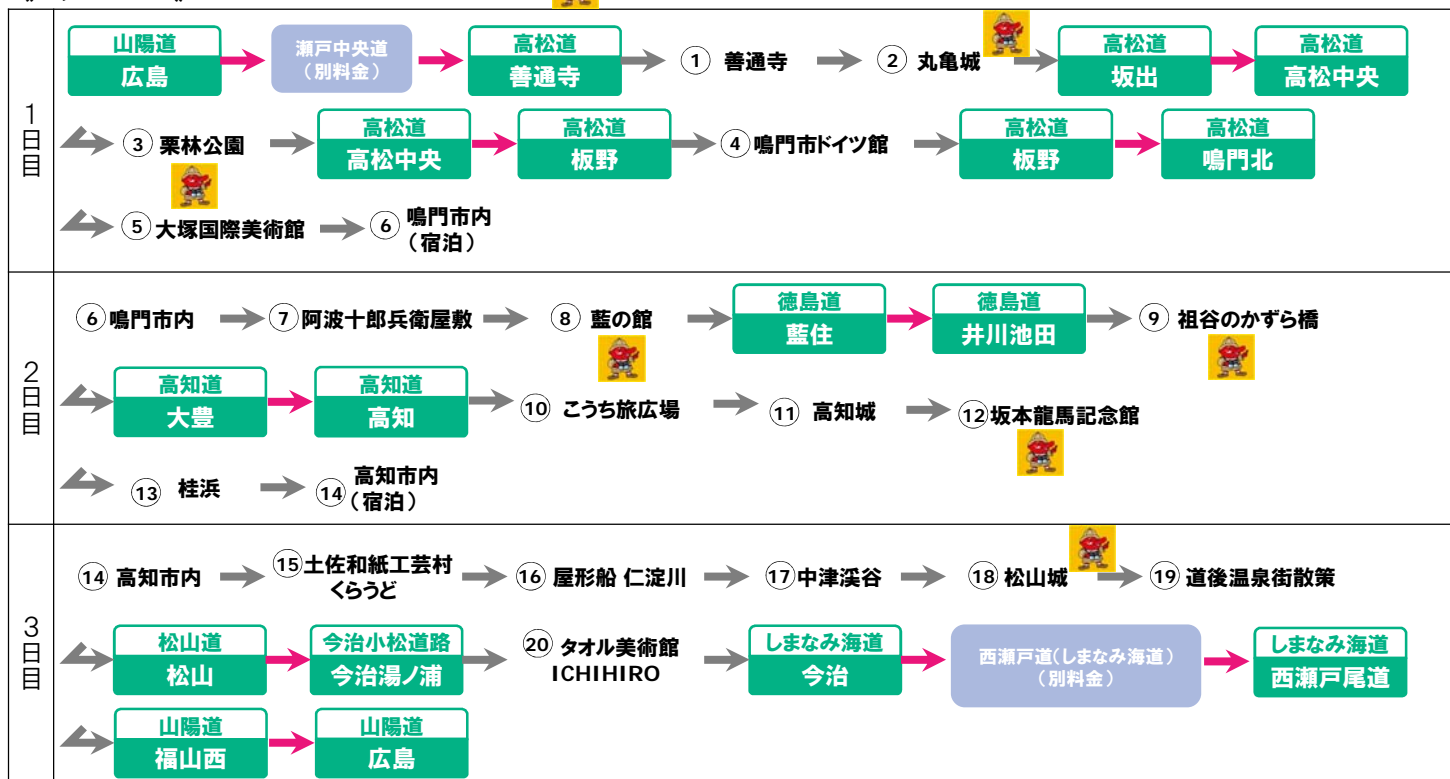 1日目
山陽道
広島
瀬戸中央道
(別料金)
高松道
善通寺
① 善通寺
② 丸亀城
高松道
坂出
高松道
高松中央
③ 栗林公園
高松道
高松中央
高松道
板野
④ 鳴門市ドイツ館
高松道
板野
高松道
鳴門北
⑤ 大塚国際美術館
⑥ 鳴門市内
(宿泊)
2日目
⑥ 鳴門市内
⑦ 阿波十郎兵衛屋敷
⑧ 藍の館
徳島道
藍住
徳島道
井川池田
⑨ 祖谷のかずら橋
高知道
大豊
高知道
高知
⑩ こうち旅広場
⑪ 高知城
⑫ 坂本龍馬記念館
⑬ 桂浜
⑭ 高知市内
(宿泊)
3日目
⑭ 高知市内
⑮ 土佐和紙工芸村
くらうど
⑯ 屋形船 仁淀川
⑰ 中津渓谷
⑱ 松山城
⑲ 道後温泉街散策
松山道
松山
今治小松道路
今治湯ノ浦
⑳ タオル美術館
ICHIHIRO
しまなみ海道
今治
西瀬戸道(しまなみ海道)
(別料金)
しまなみ海道
西瀬戸尾道
山陽道
福山西
山陽道
広島